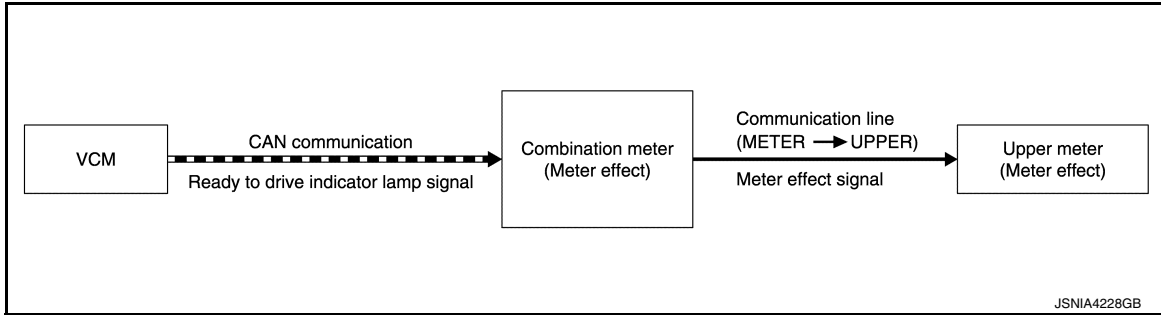 VCM
CAN communication
Ready to drive indicator lamp signal
Combination meter
(Meter effect)
Communication line
(METER → UPPER)
Meter effect signal
Upper meter
(Meter effect)
JSNIA4228GB